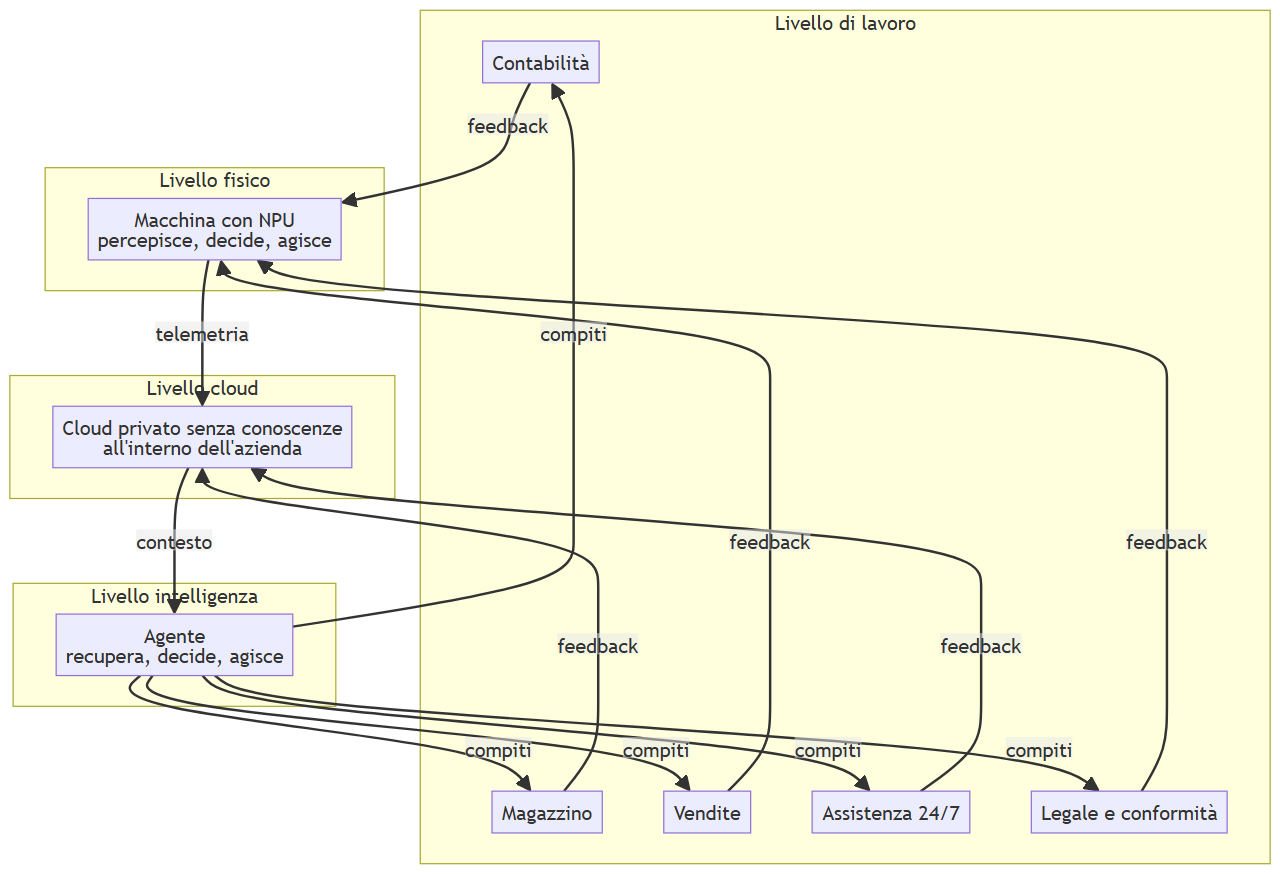 Livello di lavoro
Contabilità
feedback
Livello fisico
Macchina con NPU
percepisce, decide, agisce
telemetria
compiti
Livello cloud
Cloud privato senza conoscenze
all'interno dell'azienda
contesto
feedback
feedback
Livello intelligenza
Agente
recupera, decide, agisce
feedback
feedback
compiti
compiti
compiti
compiti
Magazzino
Vendite
Assistenza 24/7
Legale e conformità